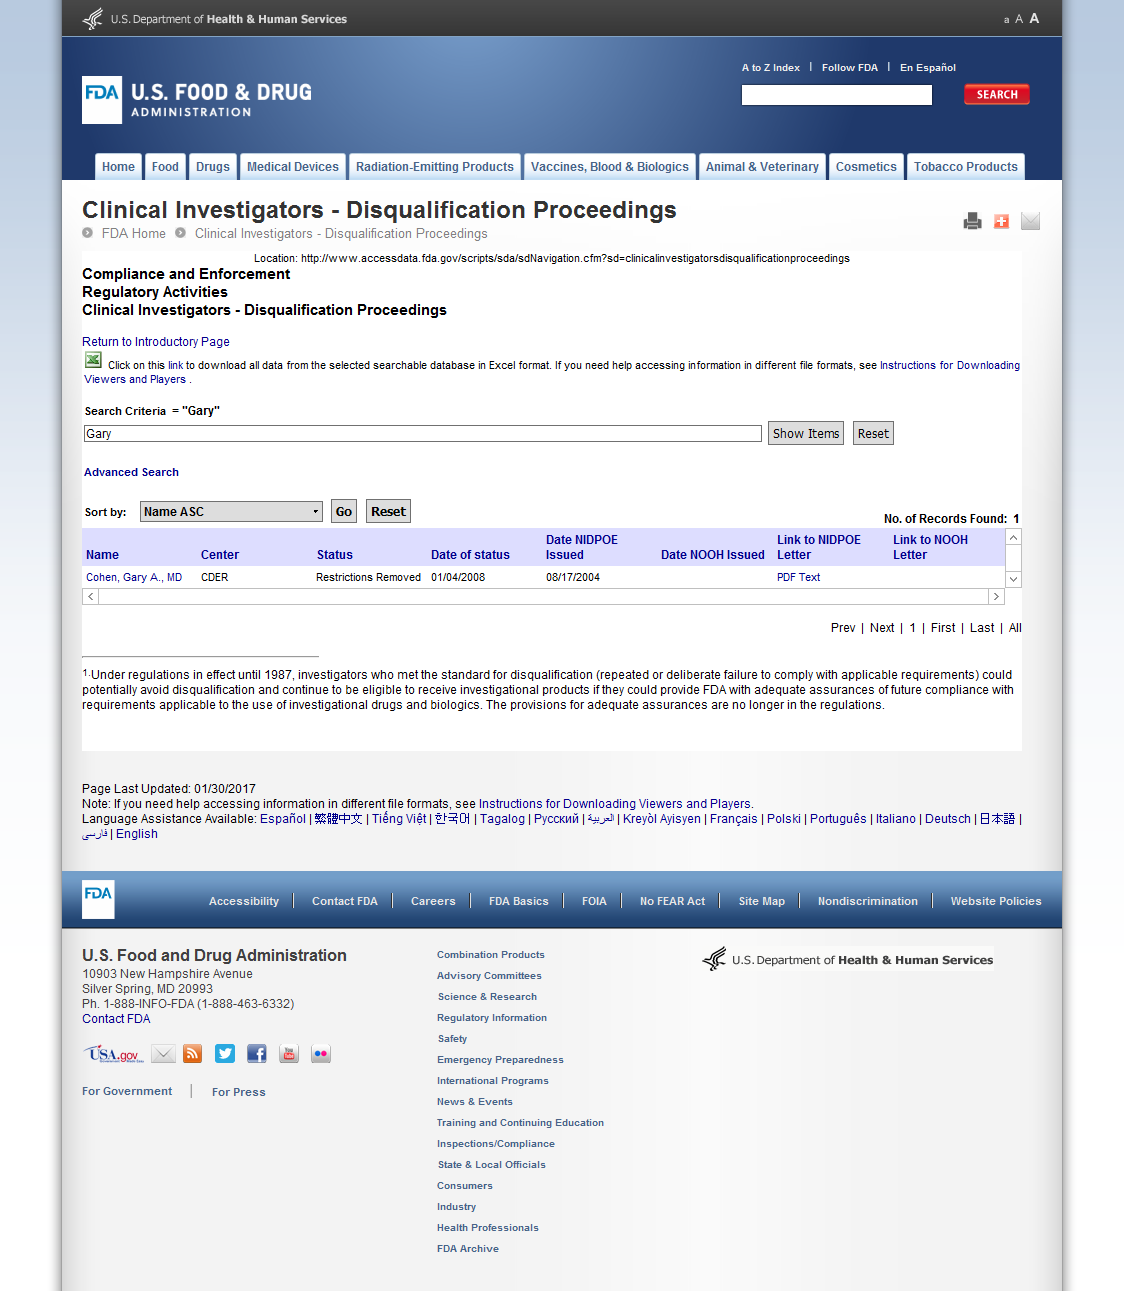 U.S. Department of Health & Human Services
a A A
A to Z Index | Follow FDA | En Español
FDA U.S. FOOD & DRUG
ADMINISTRATION
SEARCH
Home Food Drugs Medical Devices Radiation-Emitting Products Vaccines, Blood & Biologics Animal & Veterinary Cosmetics Tobacco Products
Clinical Investigators - Disqualification Proceedings
FDA Home Clinical Investigators - Disqualification Proceedings
Location: http://www.accessdata.fda.gov/scripts/sda/sdNavigation.cfm?sd=clinicalinvestigatorsdisqualificationproceedings
Compliance and Enforcement
Regulatory Activities
Clinical Investigators - Disqualification Proceedings
Return to Introductory Page
Click on this link to download all data from the selected searchable database in Excel format. If you need help accessing information in different file formats, see Instructions for Downloading
Viewers and Players .
Search Criteria = "Gary"
Gary Show Items Reset
Advanced Search
Sort by: Name ASC Go Reset
No. of Records Found: 1
Name Center Status Date of status Date NIDPOE Issued Date NOOH Issued Link to NIDPOE Letter Link to NOOH Letter
Cohen, Gary A., MD CDER Restrictions Removed 01/04/2008 08/17/2004 PDF Text
Prev | Next | 1 | First | Last | All
1.Under regulations in effect until 1987, investigators who met the standard for disqualification (repeated or deliberate failure to comply with applicable requirements) could
potentially avoid disqualification and continue to be eligible to receive investigational products if they could provide FDA with adequate assurances of future compliance with
requirements applicable to the use of investigational drugs and biologics. The provisions for adequate assurances are no longer in the regulations.
Page Last Updated: 01/30/2017
Note: If you need help accessing information in different file formats, see Instructions for Downloading Viewers and Players.
Language Assistance Available: Español | 繁體中文 | Tiếng Việt | 한국어 | Tagalog | Русский | العربية | Kreyòl Ayisyen | Français | Polski | Português | Italiano | Deutsch | 日本語 |
فارسی | English
FDA
Accessibility Contact FDA Careers FDA Basics FOIA No FEAR Act Site Map Nondiscrimination Website Policies
U.S. Food and Drug Administration
10903 New Hampshire Avenue
Silver Spring, MD 20993
Ph. 1-888-INFO-FDA (1-888-463-6332)
Contact FDA
USA.gov
You Tube
For Government | For Press
Combination Products
Advisory Committees
Science & Research
Regulatory Information
Safety
Emergency Preparedness
International Programs
News & Events
Training and Continuing Education
Inspections/Compliance
State & Local Officials
Consumers
Industry
Health Professionals
FDA Archive
U.S. Department of Health & Human Services